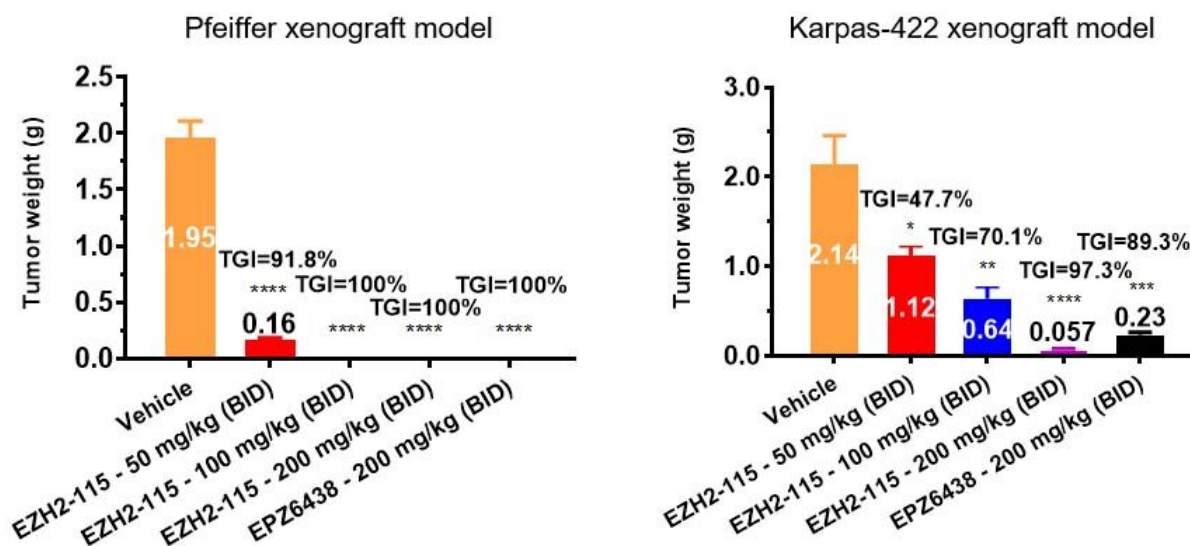 Pfeiffer xenograft model
Tumor weight (g)
2.5
2.0
1.5
1.0
0.5
0.0
1.95
TGI=91.8%
****
0.16
TGI=100%
****
TGI=100%
****
TGI=100%
****
Vehicle
EZH2-115 - 50 mg/kg (BID)
EZH2-115 - 100 mg/kg (BID)
EZH2-115 - 200 mg/kg (BID)
EPZ6438 - 200 mg/kg (BID)
Karpas-422 xenograft model
Tumor weight (g)
3.0
2.0
1.0
0.0
2.14
TGI=47.7%
*
1.12
TGI=70.1%
**
0.64
TGI=97.3%
****
0.057
TGI=89.3%
***
0.23
Vehicle
EZH2-115 - 50 mg/kg (BID)
EZH2-115 - 100 mg/kg (BID)
EZH2-115 - 200 mg/kg (BID)
EPZ6438 - 200 mg/kg (BID)